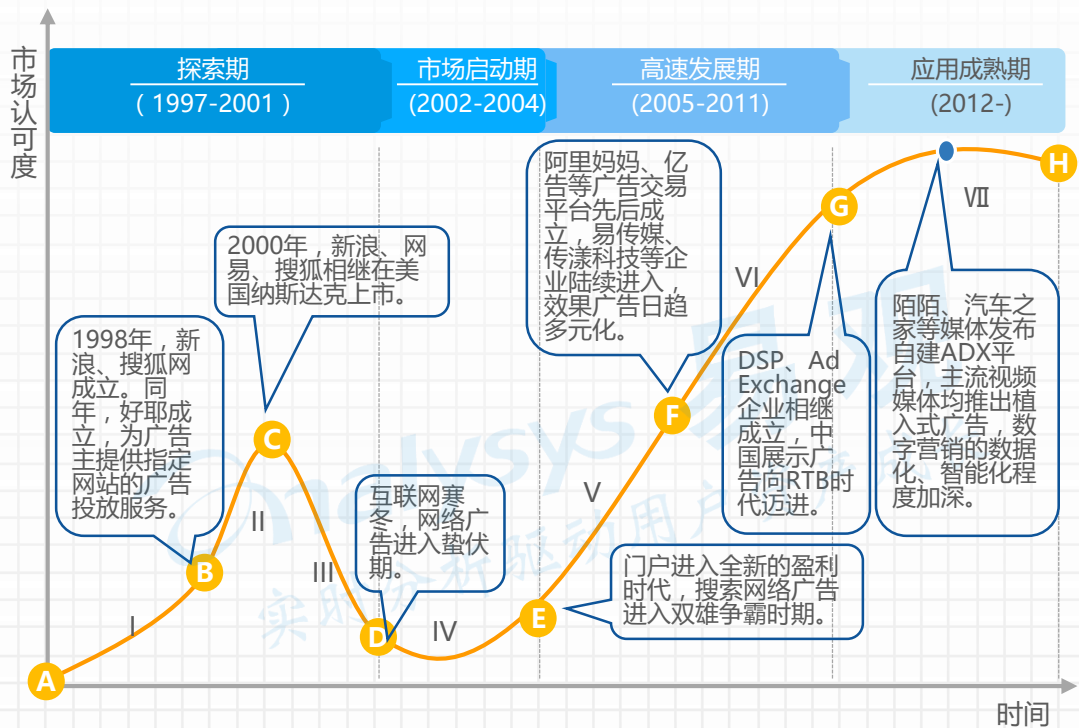 市场认可度
探索期
（1997-2001）
市场启动期
(2002-2004)
高速发展期
(2005-2011)
应用成熟期
(2012-)
阿里妈妈、亿
告等广告交易
平台先后成
立，易传媒、
传漾科技等企
业陆续进入，
效果广告日趋
多元化。
H
G
VII
2000年，新浪、网
易、搜狐相继在美
国纳斯达克上市。
VI
陌陌、汽车之
家等媒体发布
自建ADX平
台，主流视频
媒体均推出植
入式广告，数
字营销的数据
化、智能化程
度加深。
1998年，新
浪、搜狐网
成立。同
年，好耶成
立，为广告
主提供指定
网站的广告
投放服务。
DSP、Ad
Exchange
企业相继
成立，中
国展示广
告向RTB时
代迈进。
F
C
互联网寒
冬，网络广
告进入蛰伏
期。
V
II
III
B
门户进入全新的盈利
时代，搜索网络广告
进入双雄争霸时期。
E
D
IV
I
A
时间
analysys 易观
实时分析驱动用户